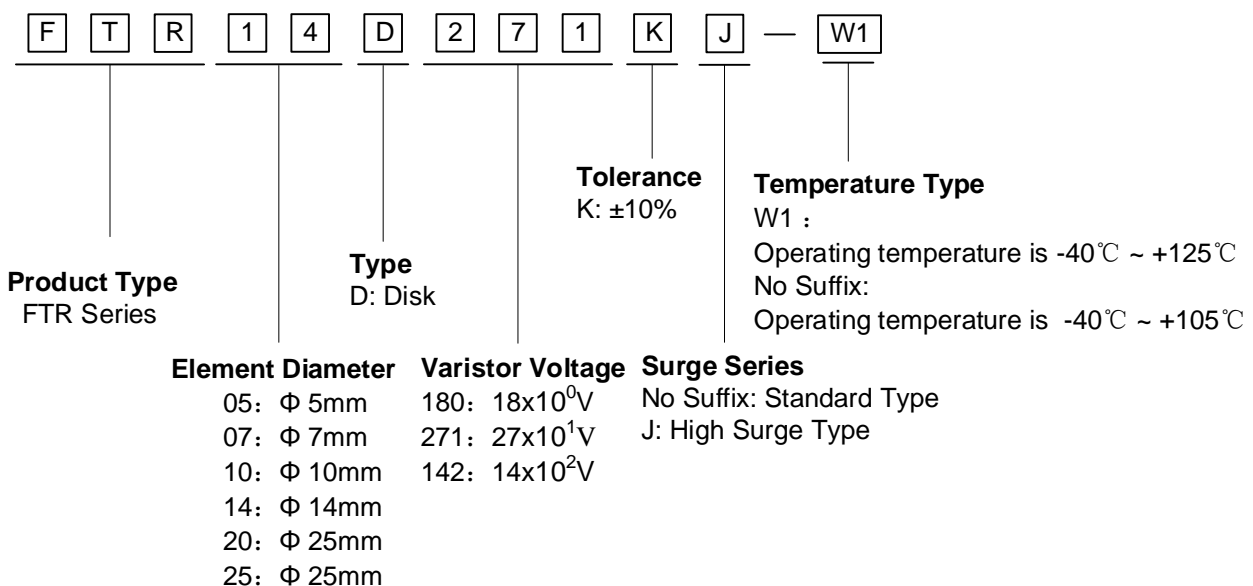 F T R 1 4 D 2 7 1 K J — W1
Product Type
FTR Series
Element Diameter
05：Φ 5mm
07：Φ 7mm
10：Φ 10mm
14：Φ 14mm
20：Φ 25mm
25：Φ 25mm
Type
D: Disk
Varistor Voltage
180：18x10⁰V
271：27x10¹V
142：14x10²V
Tolerance
K: ±10%
Surge Series
No Suffix: Standard Type
J: High Surge Type
Temperature Type
W1 ：
Operating temperature is -40℃ ~ +125℃
No Suffix:
Operating temperature is -40℃ ~ +105℃